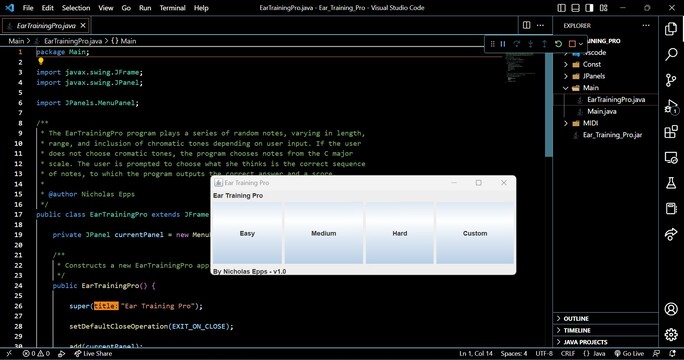 File Edit Selection View Go Run Terminal Help
EarTrainingPro.java - Ear_Training_Pro - Visual Studio Code
EarTrainingPro.java
Main > EarTrainingPro.java > {} Main
1 package Main;
2
3 import javax.swing.JFrame;
4 import javax.swing.JPanel;
5
6 import JPanels.MenuPanel;
7
8 /**
9 * The EarTrainingPro program plays a series of random notes, varying in length,
10 * range, and inclusion of chromatic tones depending on user input. If the user
11 * does not choose cromatic tones, the program chooses notes from the C major
12 * scale. The user is prompted to choose what she thinks is the correct sequence
13 * of notes, to which the program outputs the correct answer and a score.
14 *
15 * @author Nicholas Epps
16 */
17 public class EarTrainingPro extends JFrame
18
19 private JPanel currentPanel = new Menu
20
21 /**
22 * Constructs a new EarTrainingPro app
23 */
24 public EarTrainingPro() {
25
26 super(title: "Ear Training Pro");
27
28 setDefaultCloseOperation(EXIT_ON_CLOSE);
29
30 add(currentPanel);
Ear Training Pro
Ear Training Pro
Easy Medium Hard Custom
By Nicholas Epps - v1.0
EXPLORER
NING_PRO
.vscode
Const
JPanels
Main
EarTrainingPro.java
Main.java
MIDI
Ear_Training_Pro.jar
OUTLINE
TIMELINE
JAVA PROJECTS
1
0 0 Live Share
Ln 1, Col 14 Spaces: 4 UTF-8 CRLF {} Java Go Live